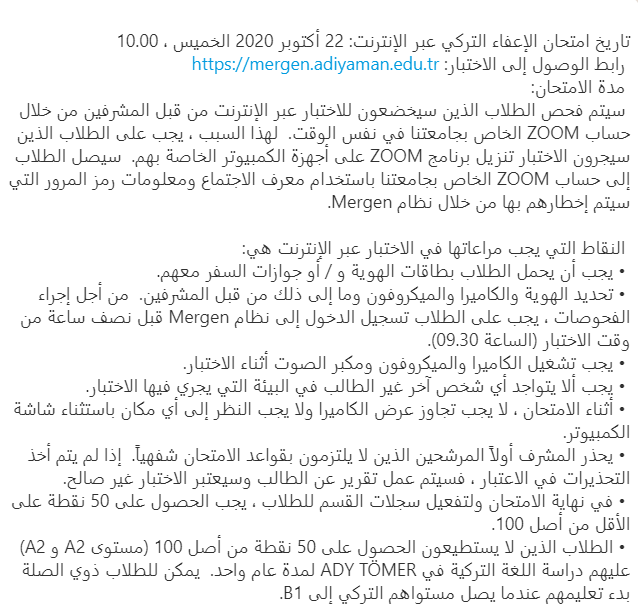 تاريخ امتحان الإعفاء التركي عبر الإنترنت: 22 أكتوبر 2020 الخميس ، 10.00
رابط الوصول إلى الاختبار: https://mergen.adiyaman.edu.tr
مدة الامتحان:
سيتم فحص الطلاب الذين سيخضعون للاختبار عبر الإنترنت من قبل المشرفين من خلال
حساب ZOOM الخاص بجامعتنا في نفس الوقت. لهذا السبب ، يجب على الطلاب الذين
سيجرون الاختبار تنزيل برنامج ZOOM على أجهزة الكمبيوتر الخاصة بهم. سيصل الطلاب
إلى حساب ZOOM الخاص بجامعتنا باستخدام معرف الاجتماع ومعلومات رمز المرور التي
سيتم إخطارهم بها من خلال نظام Mergen.
النقاط التي يجب مراعاتها في الاختبار عبر الإنترنت هي:
• يجب أن يحمل الطلاب بطاقات الهوية و / أو جوازات السفر معهم.
• تحديد الهوية والكاميرا والميكروفون وما إلى ذلك من قبل المشرفين. من أجل إجراء
الفحوصات ، يجب على الطلاب تسجيل الدخول إلى نظام Mergen قبل نصف ساعة من
وقت الاختبار (الساعة 09.30).
• يجب تشغيل الكاميرا والميكروفون ومكبر الصوت أثناء الاختبار.
• يجب ألا يتواجد أي شخص آخر غير الطالب في البيئة التي يجري فيها الاختبار.
• أثناء الامتحان ، لا يجب تجاوز عرض الكاميرا ولا يجب النظر إلى أي مكان باستثناء شاشة
الكمبيوتر.
• يحذر المشرف أولاً المرشحين الذين لا يلتزمون بقواعد الامتحان شفهياً. إذا لم يتم أخذ
التحذيرات في الاعتبار ، فسيتم عمل تقرير عن الطالب وسيعتبر الاختبار غير صالح.
• في نهاية الامتحان ولتفعيل سجلات القسم للطلاب ، يجب الحصول على 50 نقطة على
الأقل من أصل 100.
• الطلاب الذين لا يستطيعون الحصول على 50 نقطة من أصل 100 (مستوى A2 و A2)
عليهم دراسة اللغة التركية في ADY TÖMER لمدة عام واحد. يمكن للطلاب ذوي الصلة
بدء تعليمهم عندما يصل مستواهم التركي إلى B1.